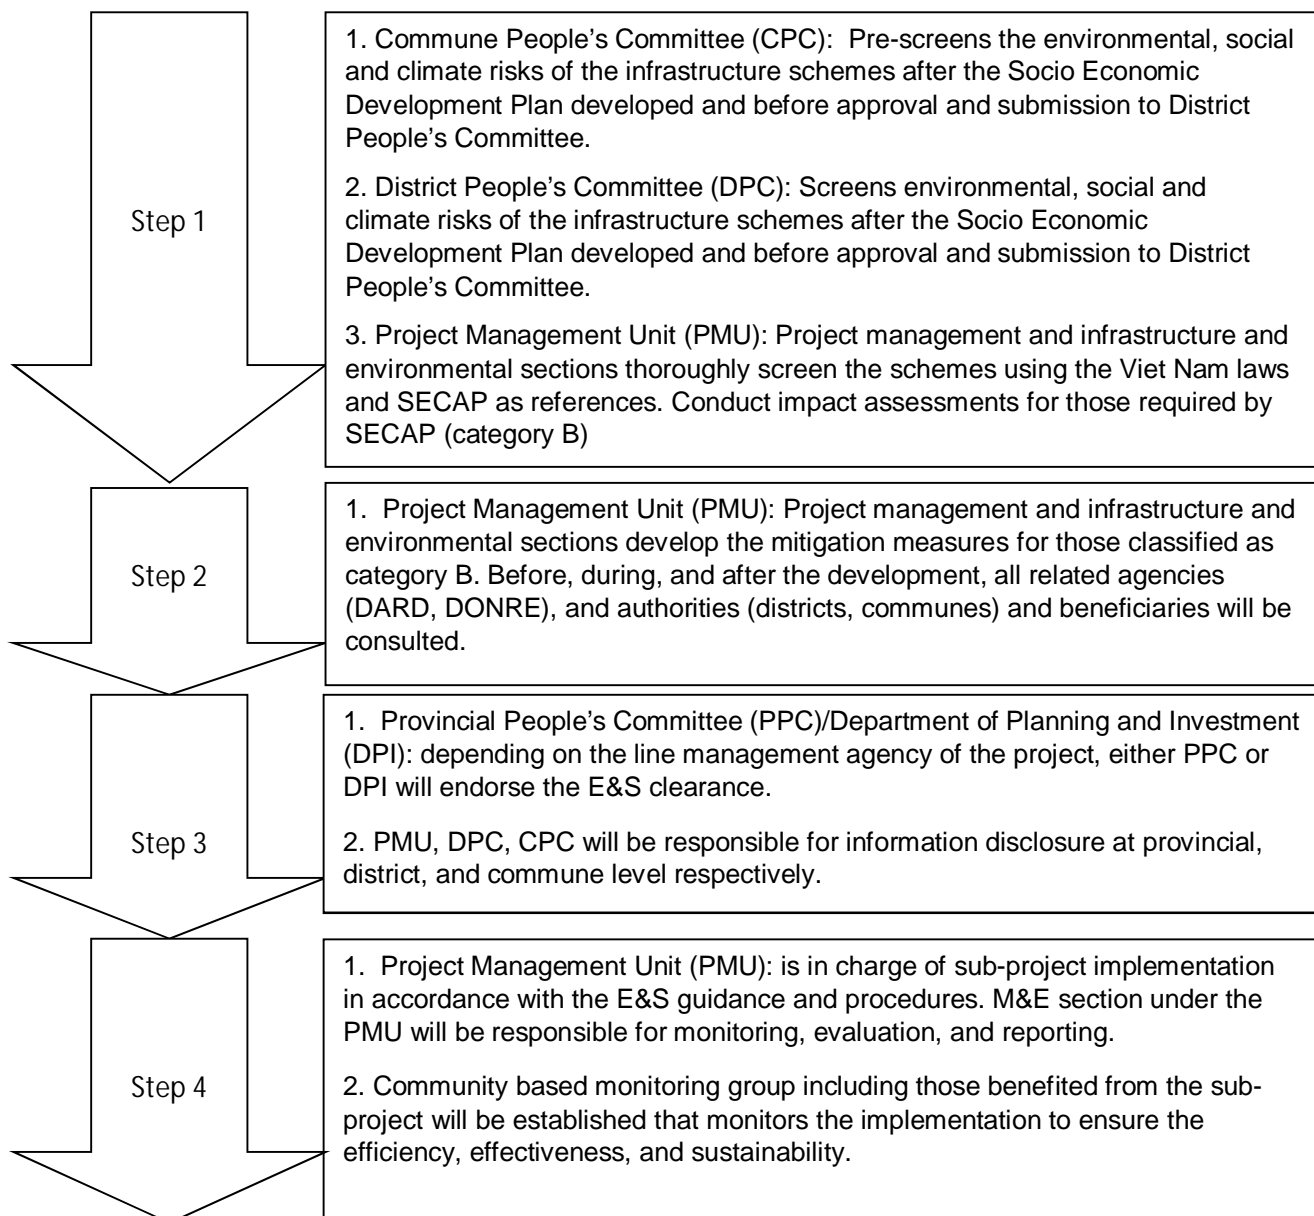 Step 1
1. Commune People’s Committee (CPC):  Pre-screens the environmental, social
and climate risks of the infrastructure schemes after the Socio Economic
Development Plan developed and before approval and submission to District
People’s Committee.
2. District People’s Committee (DPC): Screens environmental, social and
climate risks of the infrastructure schemes after the Socio Economic
Development Plan developed and before approval and submission to District
People’s Committee.
3. Project Management Unit (PMU): Project management and infrastructure and
environmental sections thoroughly screen the schemes using the Viet Nam laws
and SECAP as references. Conduct impact assessments for those required by
SECAP (category B)
Step 2
1.  Project Management Unit (PMU): Project management and infrastructure and
environmental sections develop the mitigation measures for those classified as
category B. Before, during, and after the development, all related agencies
(DARD, DONRE), and authorities (districts, communes) and beneficiaries will be
consulted.
Step 3
1.  Provincial People’s Committee (PPC)/Department of Planning and Investment
(DPI): depending on the line management agency of the project, either PPC or
DPI will endorse the E&S clearance.
2. PMU, DPC, CPC will be responsible for information disclosure at provincial,
district, and commune level respectively.
Step 4
1.  Project Management Unit (PMU): is in charge of sub-project implementation
in accordance with the E&S guidance and procedures. M&E section under the
PMU will be responsible for monitoring, evaluation, and reporting.
2. Community based monitoring group including those benefited from the sub-
project will be established that monitors the implementation to ensure the
efficiency, effectiveness, and sustainability.